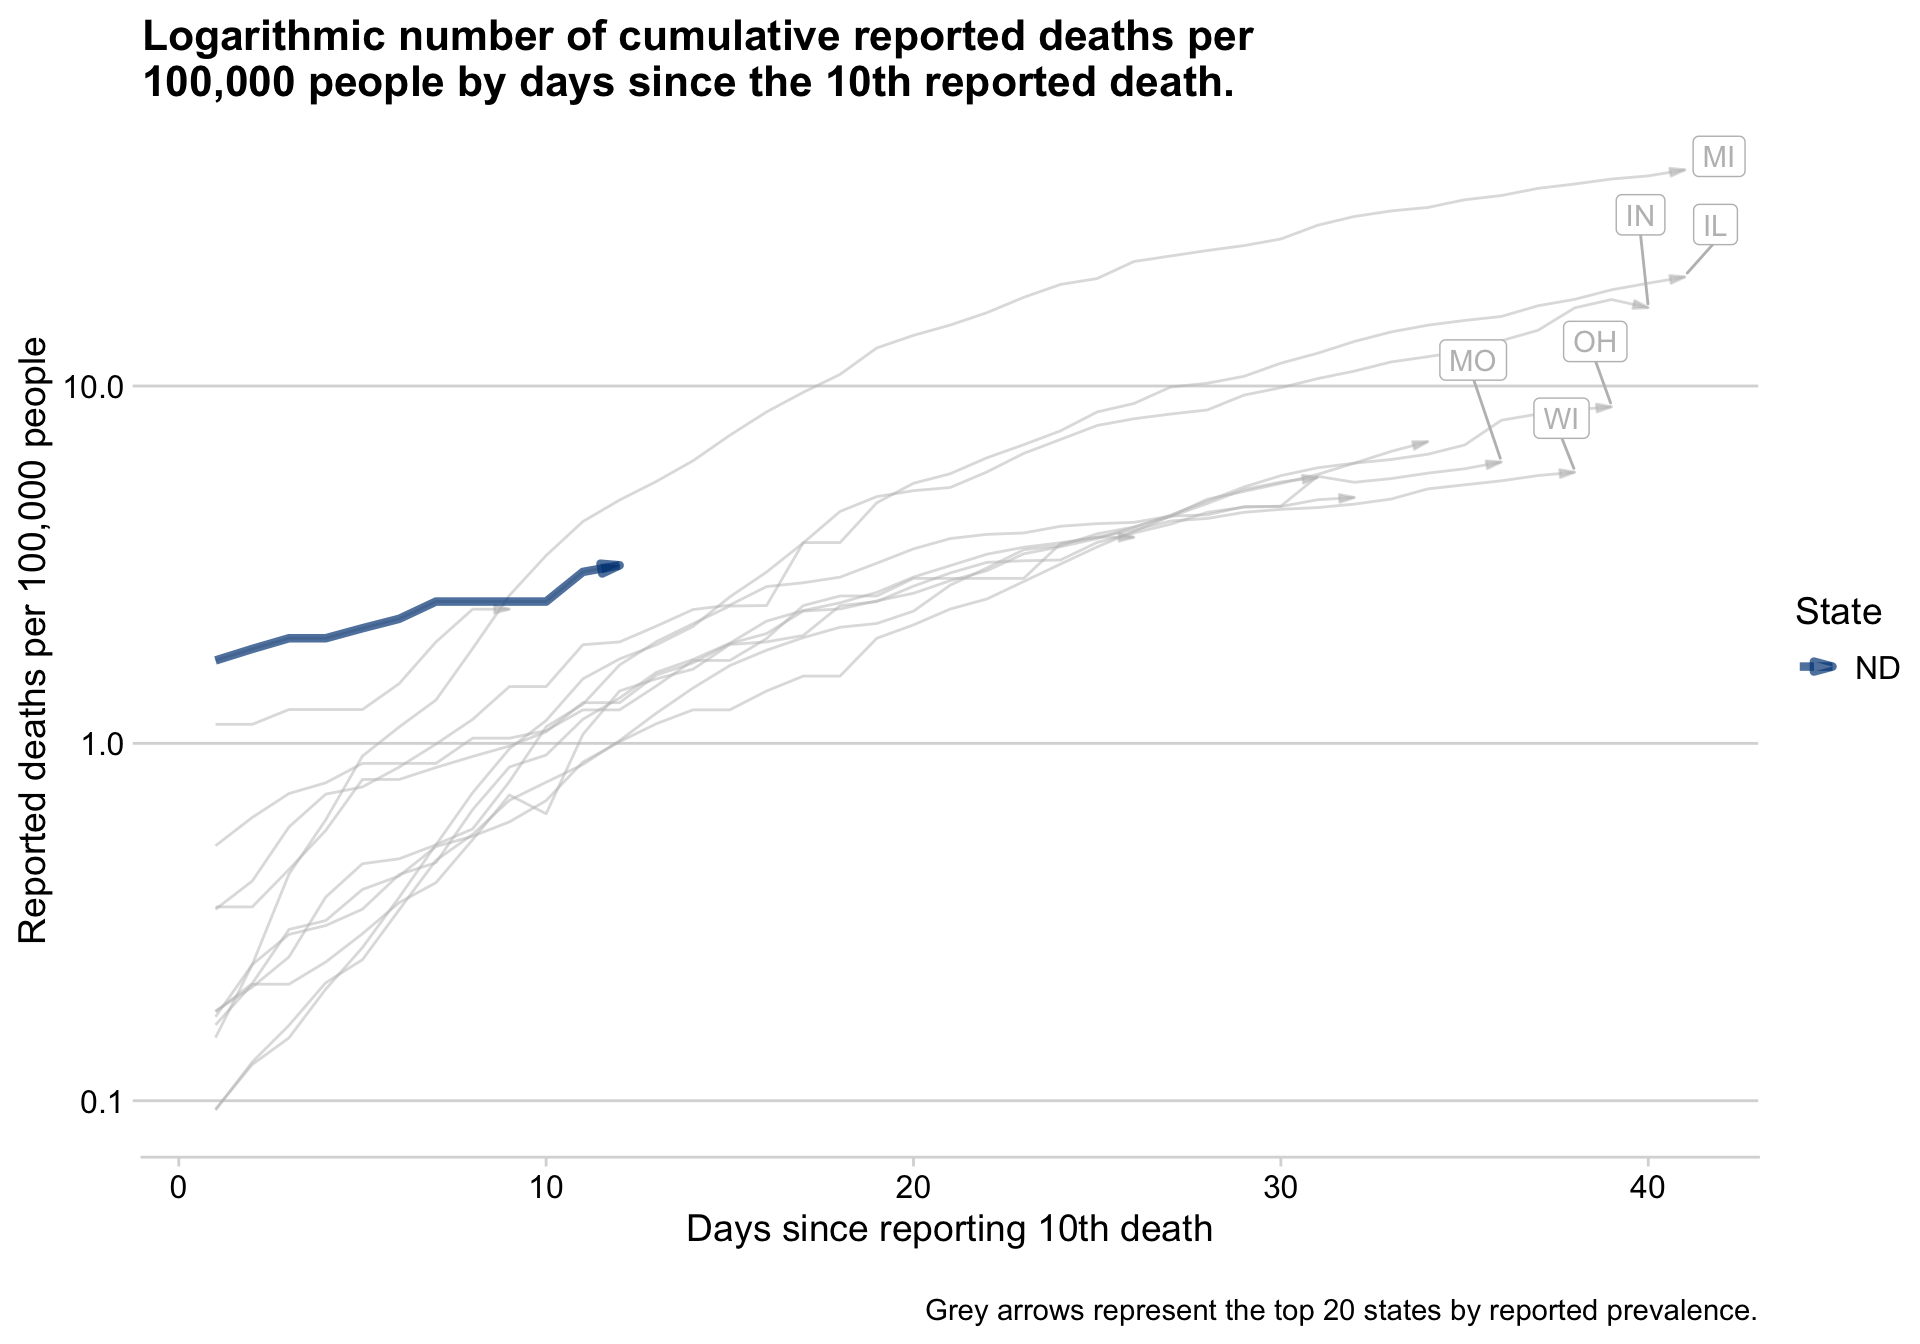 Logarithmic number of cumulative reported deaths per
100,000 people by days since the 10th reported death.
Reported deaths per 100,000 people
10.0
1.0
0.1
MI
IN
IL
OH
MO
WI
State
ND
0
10
20
30
40
Days since reporting 10th death
Grey arrows represent the top 20 states by reported prevalence.